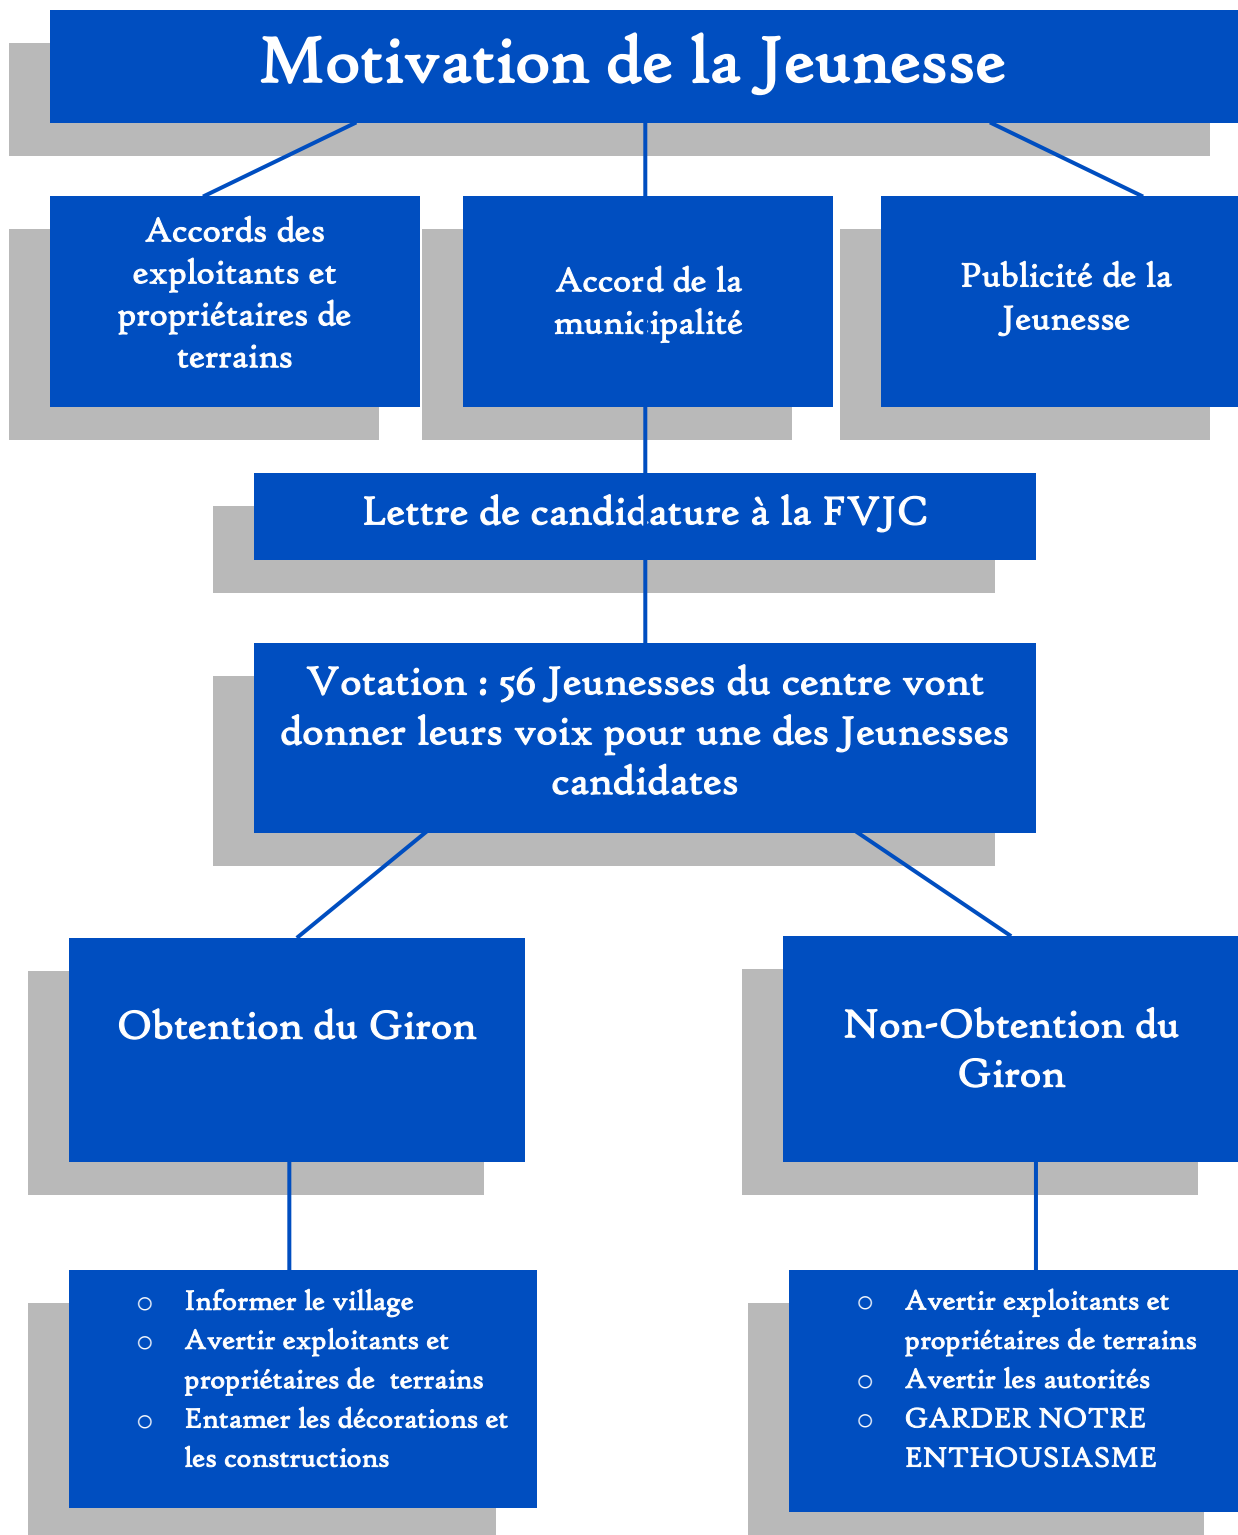 Motivation de la Jeunesse
Accords des
exploitants et
propriétaires de
terrains
Accord de la
municipalité
Publicité de la
Jeunesse
Lettre de candidature à la FVJC
Votation : 56 Jeunesses du centre vont
donner leurs voix pour une des Jeunesses
candidates
Obtention du Giron
Non-Obtention du
Giron
o Informer le village
o Avertir exploitants et
propriétaires de terrains
o Entamer les décorations et
les constructions
o Avertir exploitants et
propriétaires de terrains
o Avertir les autorités
o GARDER NOTRE
ENTHOUSIASME